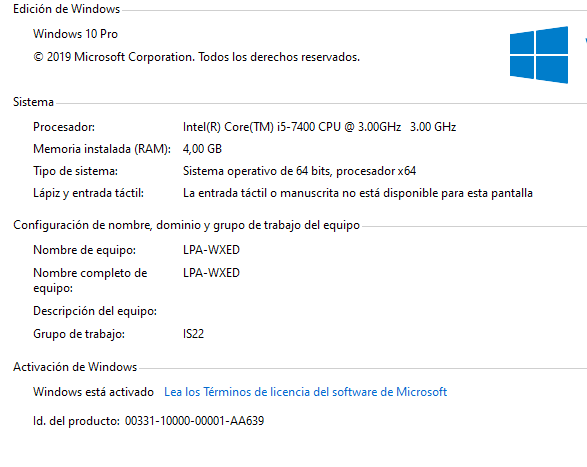 Edición de Windows
Windows 10 Pro
© 2019 Microsoft Corporation. Todos los derechos reservados.
Sistema
Procesador: Intel(R) Core(TM) i5-7400 CPU @ 3.00GHz 3.00 GHz
Memoria instalada (RAM): 4,00 GB
Tipo de sistema: Sistema operativo de 64 bits, procesador x64
Lápiz y entrada táctil: La entrada táctil o manuscrita no está disponible para esta pantalla
Configuración de nombre, dominio y grupo de trabajo del equipo
Nombre de equipo: LPA-WXED
Nombre completo de LPA-WXED
equipo:
Descripción del equipo:
Grupo de trabajo: IS22
Activación de Windows
Windows está activado Lea los Términos de licencia del software de Microsoft
Id. del producto: 00331-10000-00001-AA639